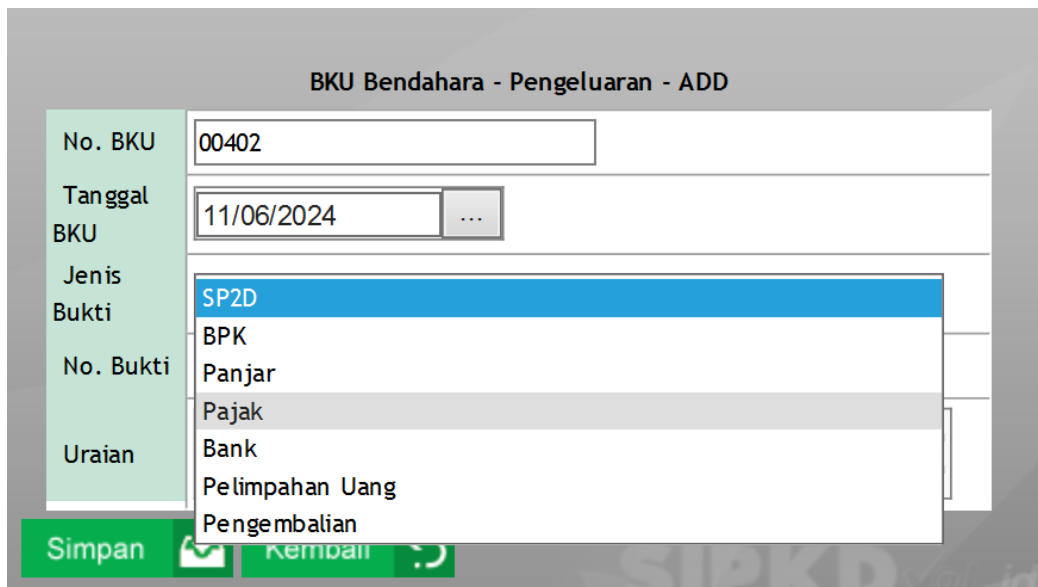 BKU Bendahara - Pengeluaran - ADD
No. BKU
00402
Tanggal
BKU
11/06/2024
...
Jenis
Bukti
SP2D
BPK
No. Bukti
Panjar
Pajak
Uraian
Bank
Pelimpahan Uang
Pengembalian
Simpan
Kembali
SIPKD